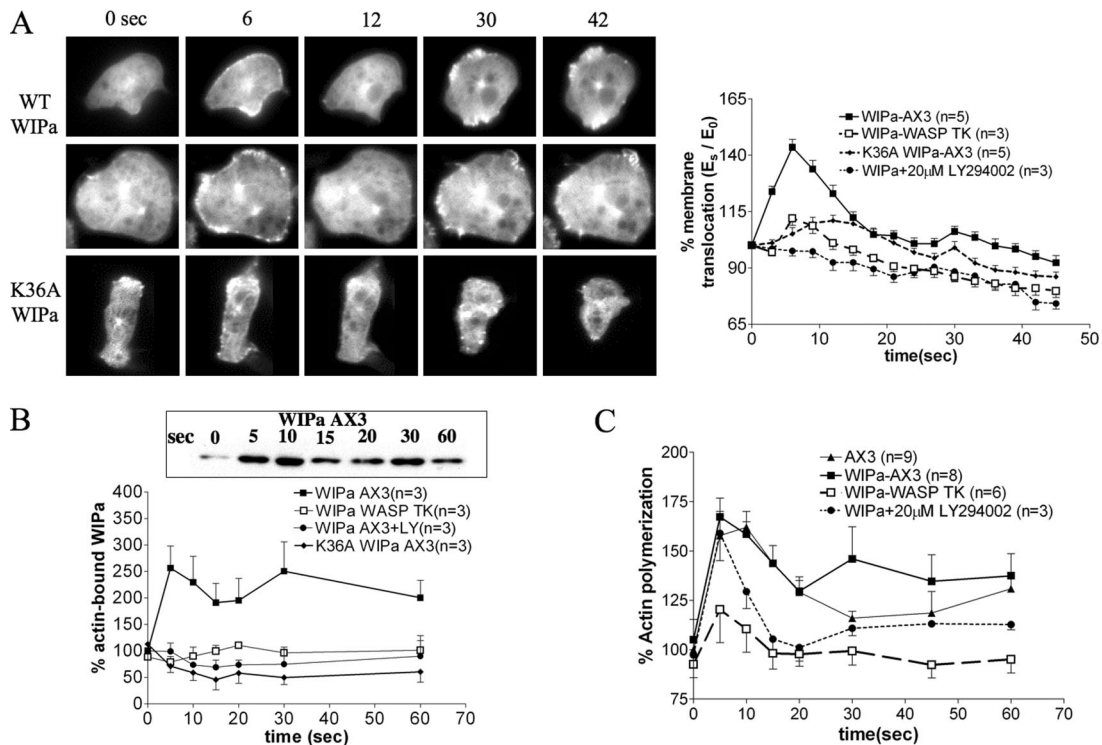 A
0 sec 6 12 30 42
WT
WIPa
K36A
WIPa
% membrane
translocation (Es / E0)
165
140
115
90
65
0 10 20 30 40 50
time(sec)
WIPa-AX3 (n=5)
WIPa-WASP TK (n=3)
K36A WIPa-AX3 (n=5)
WIPa+20μM LY294002 (n=3)
B
WIPa AX3
sec 0 5 10 15 20 30 60
% actin-bound WIPa
400
350
300
250
200
150
100
50
0
0 10 20 30 40 50 60 70
time (sec)
WIPa AX3(n=3)
WIPa WASP TK(n=3)
WIPa AX3+LY(n=3)
K36A WIPa AX3(n=3)
C
% Actin polymerization
200
175
150
125
100
75
0 10 20 30 40 50 60 70
time(sec)
AX3 (n=9)
WIPa-AX3 (n=8)
WIPa-WASP TK (n=6)
WIPa+20μM LY294002 (n=3)